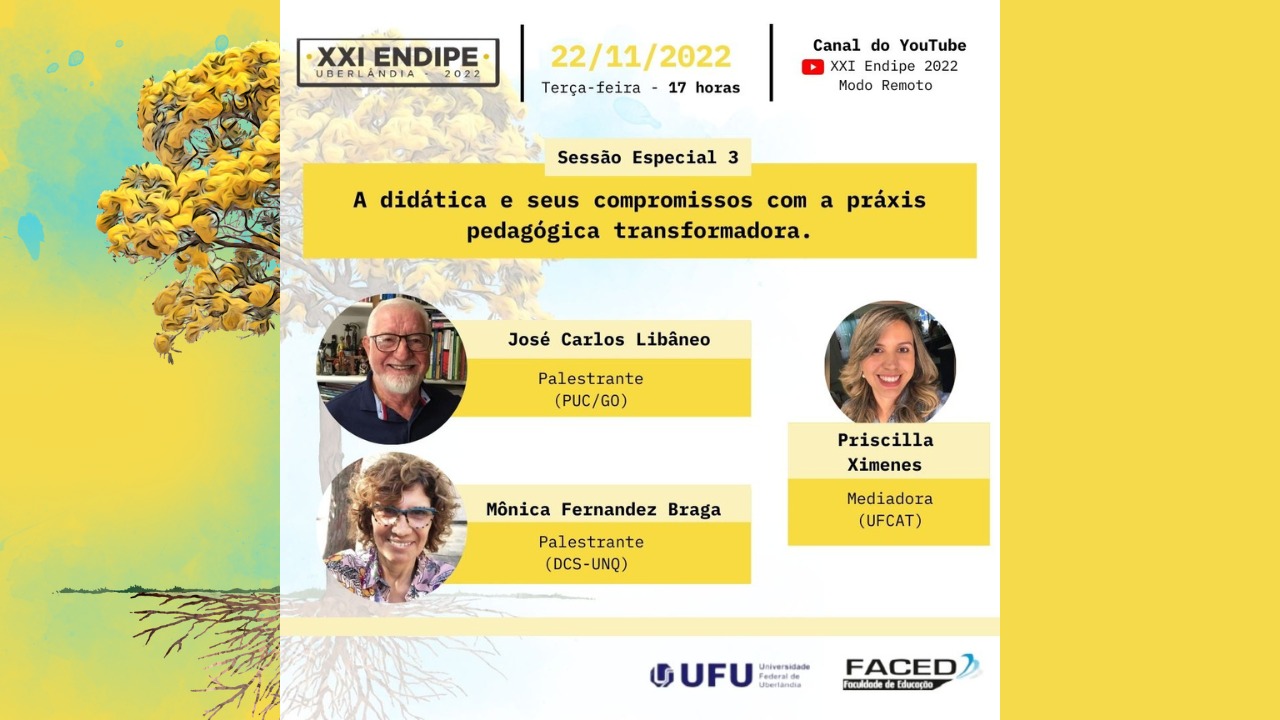 XXI ENDIPE
UBERLÂNDIA - 2022
22/11/2022
Terça-feira - 17 horas
Canal do YouTube
XXI Endipe 2022
Modo Remoto
Sessão Especial 3
A didática e seus compromissos com a práxis
pedagógica transformadora.
José Carlos Libâneo
Palestrante
(PUC/GO)
Mônica Fernandez Braga
Palestrante
(DCS-UNQ)
Priscilla
Ximenes
Mediadora
(UFCAT)
UFU
Universidade
Federal de
Uberlândia
FACED
Faculdade de Educação